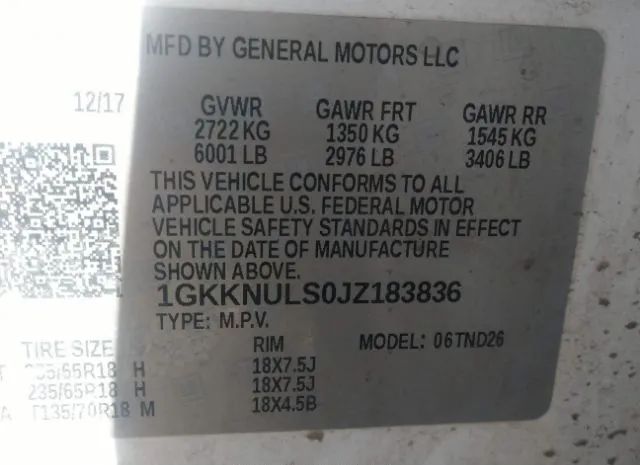 MFD BY GENERAL MOTORS LLC
12/17 GVWR GAWR FRT GAWR RR
2722 KG 1350 KG 1545 KG
6001 LB 2976 LB 3406 LB
THIS VEHICLE CONFORMS TO ALL
APPLICABLE U.S. FEDERAL MOTOR
VEHICLE SAFETY STANDARDS IN EFFECT
ON THE DATE OF MANUFACTURE
SHOWN ABOVE.
1GKKNULS0JZ183836
TYPE: M.P.V. MODEL: 06TND26
TIRE SIZE RIM
T 235/65R18 H 18X7.5J
235/65R18 H 18X7.5J
A T135/70R18 M 18X4.5B